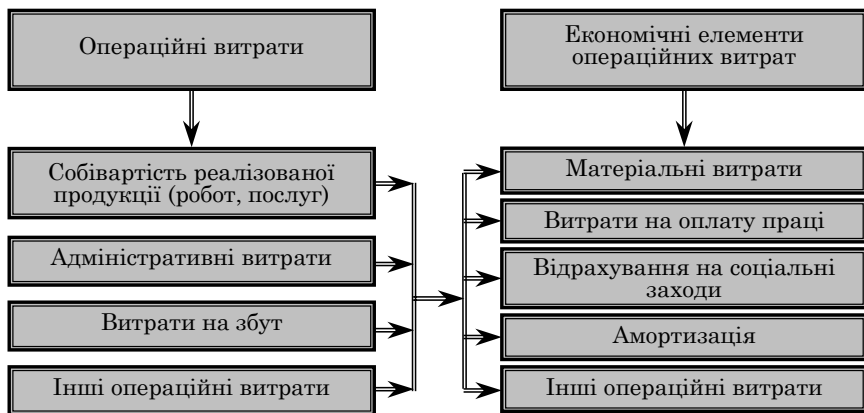 Операційні витрати
Економічні елементи
операційних витрат
Собівартість реалізованої
продукції (робот, послуг)
Адміністративні витрати
Витрати на збут
Інші операційні витрати
Матеріальні витрати
Витрати на оплату праці
Відрахування на соціальні
заходи
Амортизація
Інші операційні витрати